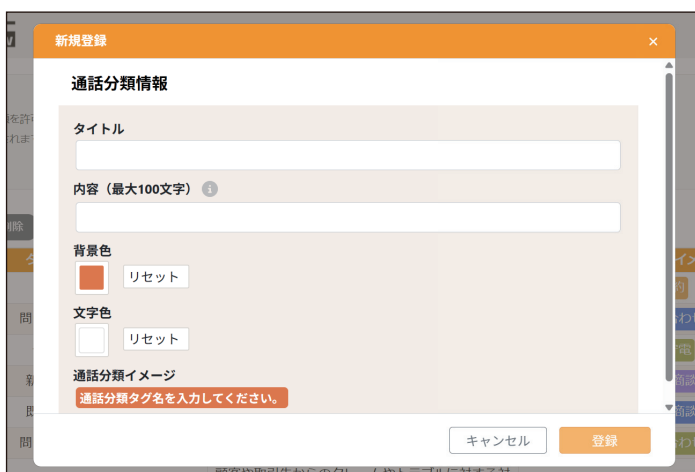 新規登録
×
通話分類情報
タイトル
内容（最大100文字）
i
背景色
リセット
文字色
リセット
通話分類イメージ
通話分類タグ名を入力してください。
キャンセル
登録